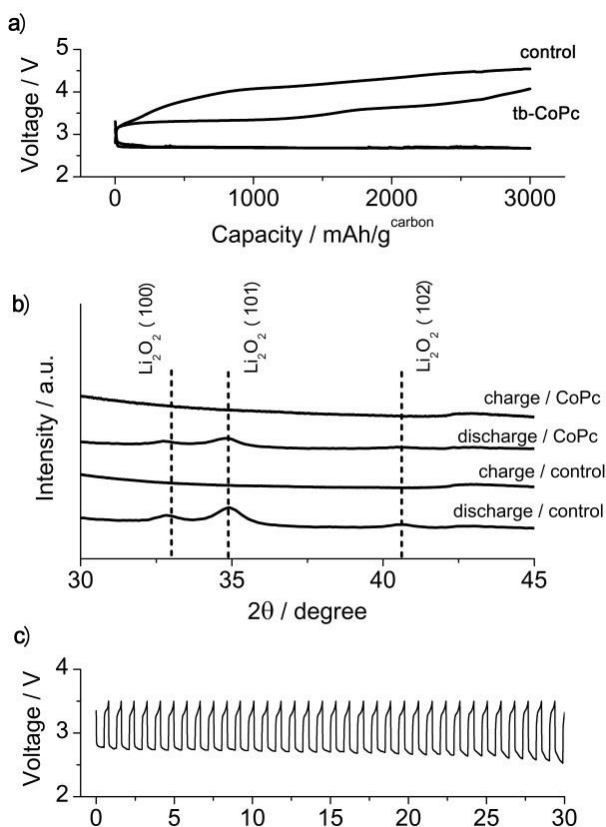 a)
5
control
4
tb-CoPc
3
2
Voltage / V
0 1000 2000 3000
Capacity / mAh/g carbon
b)
Li2O2 (100)
Li2O2 (101)
Li2O2 (102)
charge / CoPc
discharge / CoPc
charge / control
discharge / control
Intensity / a.u.
30 35 40 45
2θ / degree
c)
4
3
2
Voltage / V
0 5 10 15 20 25 30